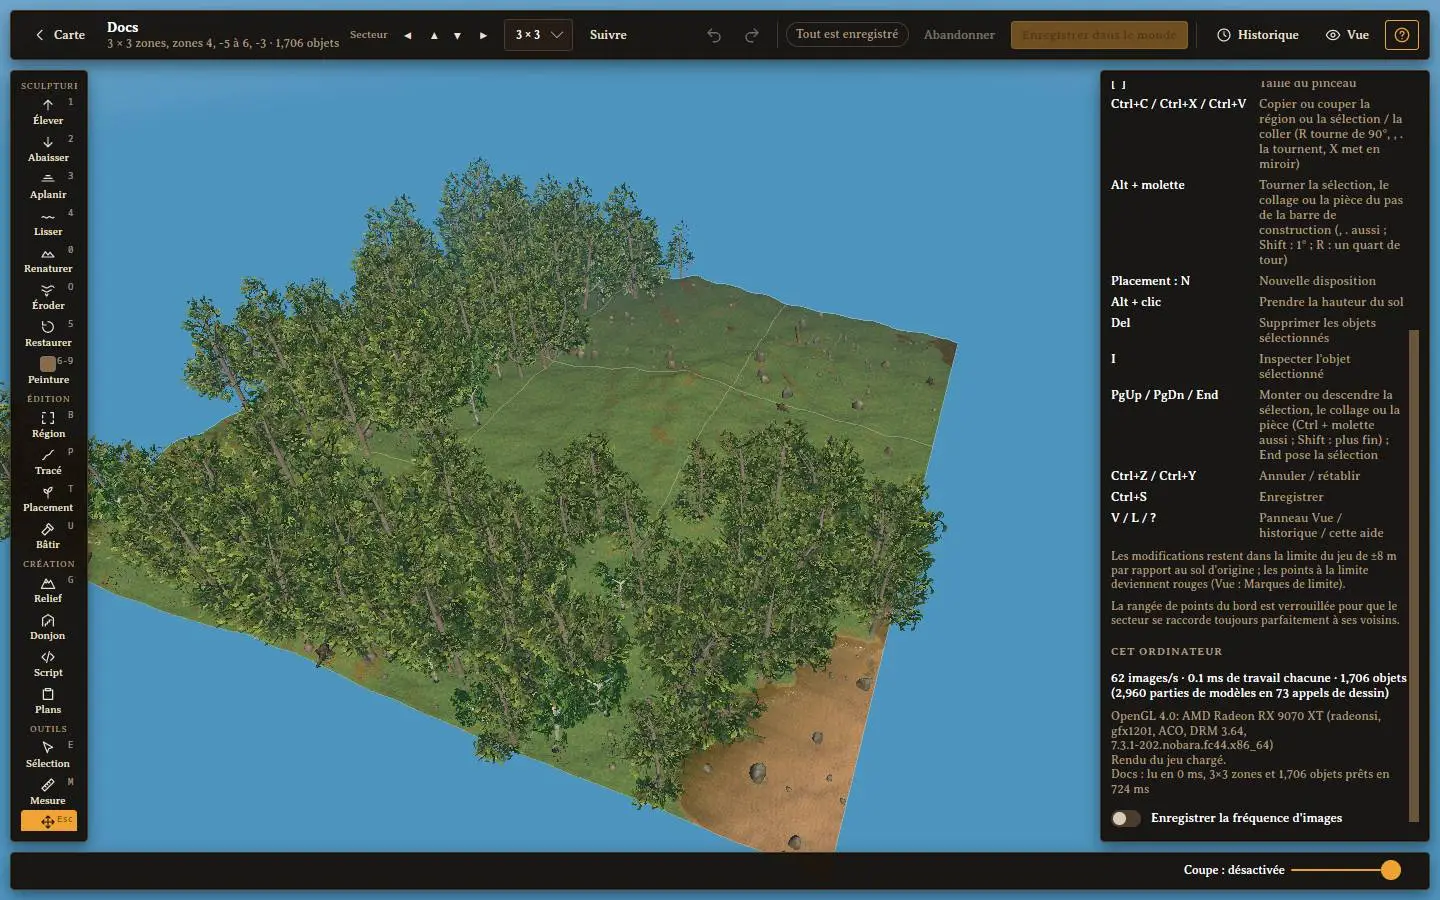 Carte
Docs
3 × 3 zones, zones 4, -5 à 6, -3 · 1,706 objets
Secteur
3 × 3
Suivre
Tout est enregistré
Abandonner
Enregistrer dans le monde
Historique
Vue
SCULPTURE
1
Élever
2
Abaisser
3
Aplanir
4
Lisser
0
Renaturer
O
Éroder
5
Restaurer
6-9
Peinture
ÉDITION
B
Région
P
Tracé
T
Placement
U
Bâtir
CRÉATION
G
Relief
Donjon
Script
Plans
OUTILS
E
Sélection
M
Mesure
Esc
[ ] Taille du pinceau
Ctrl+C / Ctrl+X / Ctrl+V Copier ou couper la
région ou la sélection / la
coller (R tourne de 90°, , .
la tournent, X met en
miroir)
Alt + molette Tourner la sélection, le
collage ou la pièce du pas
de la barre de
construction (, . aussi ;
Shift : 1° ; R : un quart de
tour)
Placement : N Nouvelle disposition
Alt + clic Prendre la hauteur du sol
Del Supprimer les objets
sélectionnés
I Inspecter l'objet
sélectionné
PgUp / PgDn / End Monter ou descendre la
sélection, le collage ou la
pièce (Ctrl + molette
aussi ; Shift : plus fin) ;
End pose la sélection
Ctrl+Z / Ctrl+Y Annuler / rétablir
Ctrl+S Enregistrer
V / L / ? Panneau Vue /
historique / cette aide
Les modifications restent dans la limite du jeu de ±8 m
par rapport au sol d'origine ; les points à la limite
deviennent rouges (Vue : Marques de limite).
La rangée de points du bord est verrouillée pour que le
secteur se raccorde toujours parfaitement à ses voisins.
CET ORDINATEUR
62 images/s · 0.1 ms de travail chacune · 1,706 objets
(2,960 parties de modèles en 73 appels de dessin)
OpenGL 4.0: AMD Radeon RX 9070 XT (radeonsi,
gfx1201, ACO, DRM 3.64,
7.3.1-202.nobara.fc44.x86_64)
Rendu du jeu chargé.
Docs : lu en 0 ms, 3×3 zones et 1,706 objets prêts en
724 ms
Enregistrer la fréquence d'images
Coupe : désactivée